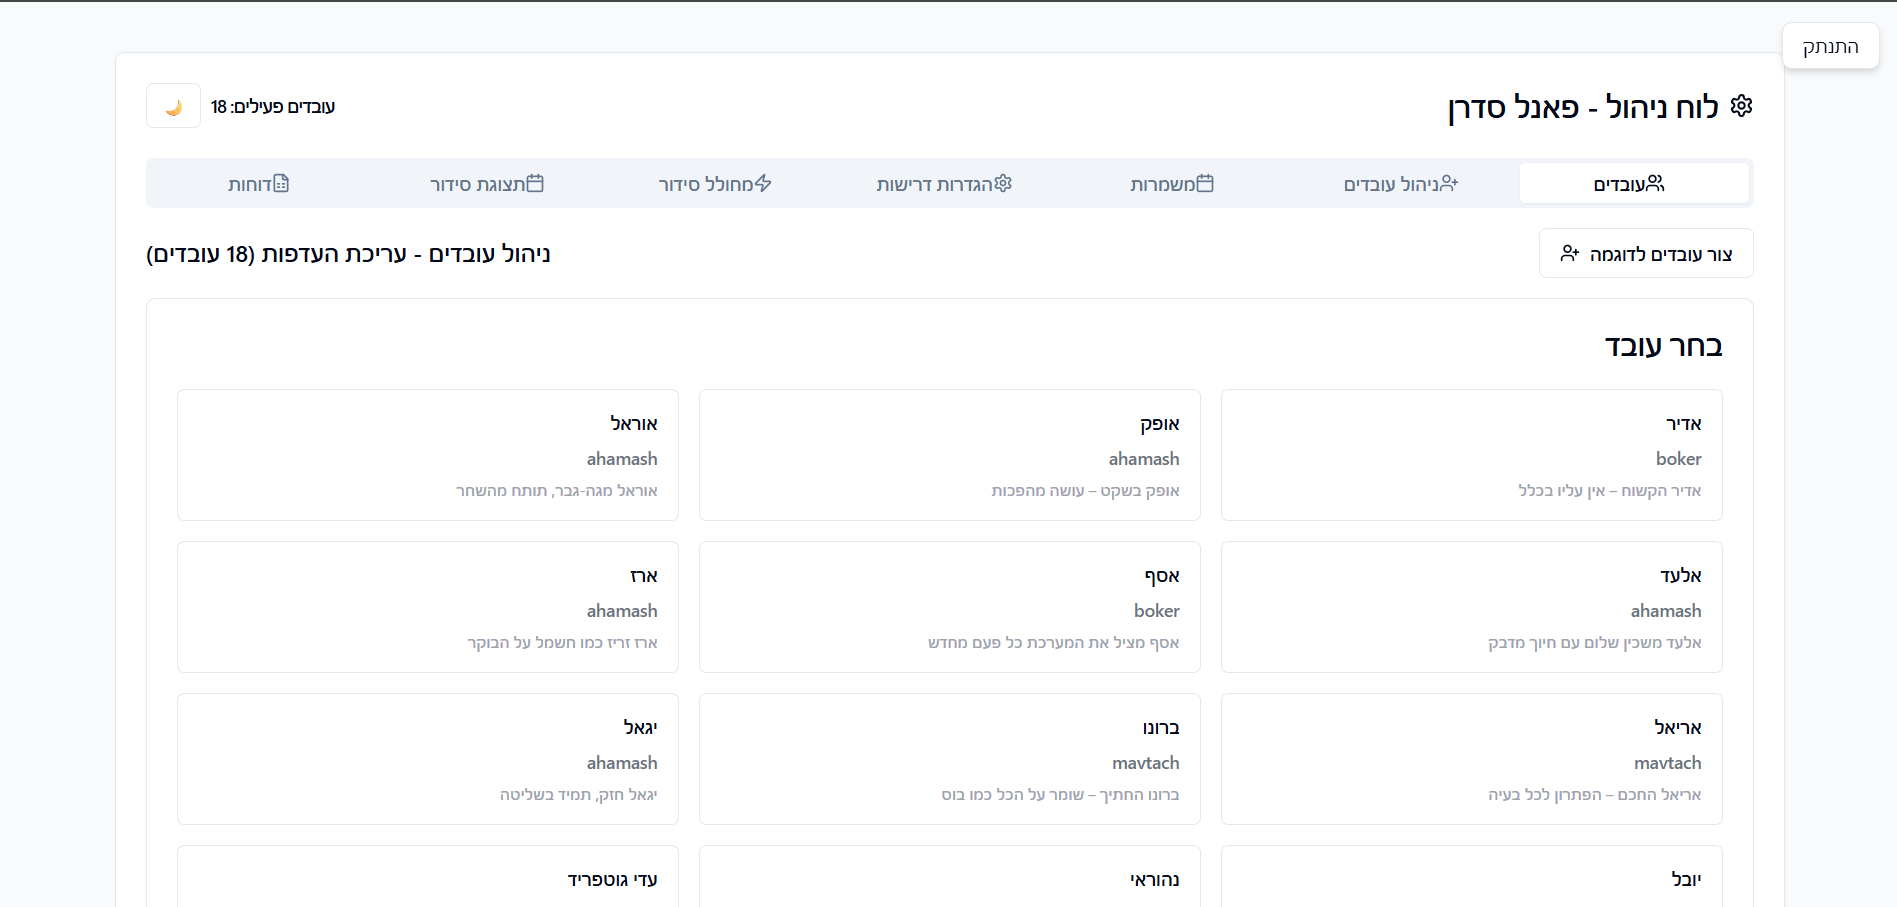 התנתק
לוח ניהול - פאנל סדרן
עובדים פעילים: 18
עובדים
ניהול עובדים
משמרות
הגדרות דרישות
מחולל סידור
תצוגת סידור
דוחות
צור עובדים לדוגמה
ניהול עובדים - עריכת העדפות (18 עובדים)
בחר עובד
אדיר
boker
אדיר הקשוח – אין עליו בכלל
אופק
ahamash
אופק בשקט – עושה מהפכות
אוראל
ahamash
אוראל מגה-גבר, תותח מהשחר
אלעד
ahamash
אלעד משכין שלום עם חיוך מדבק
אסף
boker
אסף מציל את המערכת כל פעם מחדש
ארז
ahamash
ארז זריז כמו חשמל על הבוקר
אריאל
mavtach
אריאל החכם – הפתרון לכל בעיה
ברונו
mavtach
ברונו החתיך – שומר על הכל כמו בוס
יגאל
ahamash
יגאל חזק, תמיד בשליטה
יובל
נהוראי
עדי גוטפריד